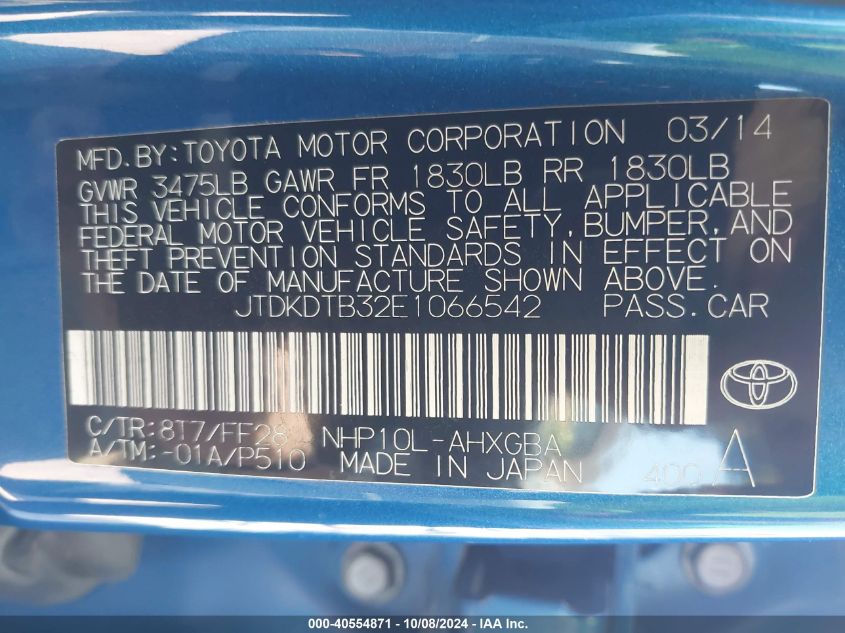 MFD.BY:TOYOTA MOTOR CORPORATION 03/14
GVWR 3475LB GAWR FR 1830LB RR 1830LB
THIS VEHICLE CONFORMS TO ALL APPLICABLE
FEDERAL MOTOR VEHICLE SAFETY,BUMPER,AND
THEFT PREVENTION STANDARDS IN EFFECT ON
THE DATE OF MANUFACTURE SHOWN ABOVE.
JTDKDTB32E1066542 PASS.CAR
C/TR:8T7/FF28 NHP10L-AHXGBA
A/TM:-01A/P510 MADE IN JAPAN 400 A
000-40554871 - 10/08/2024 - IAA Inc.